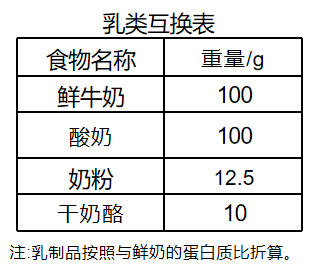 乳类互换表
食物名称 重量/g
鲜牛奶 100
酸奶 100
奶粉 12.5
干奶酪 10
注:乳制品按照与鲜奶的蛋白质比折算。